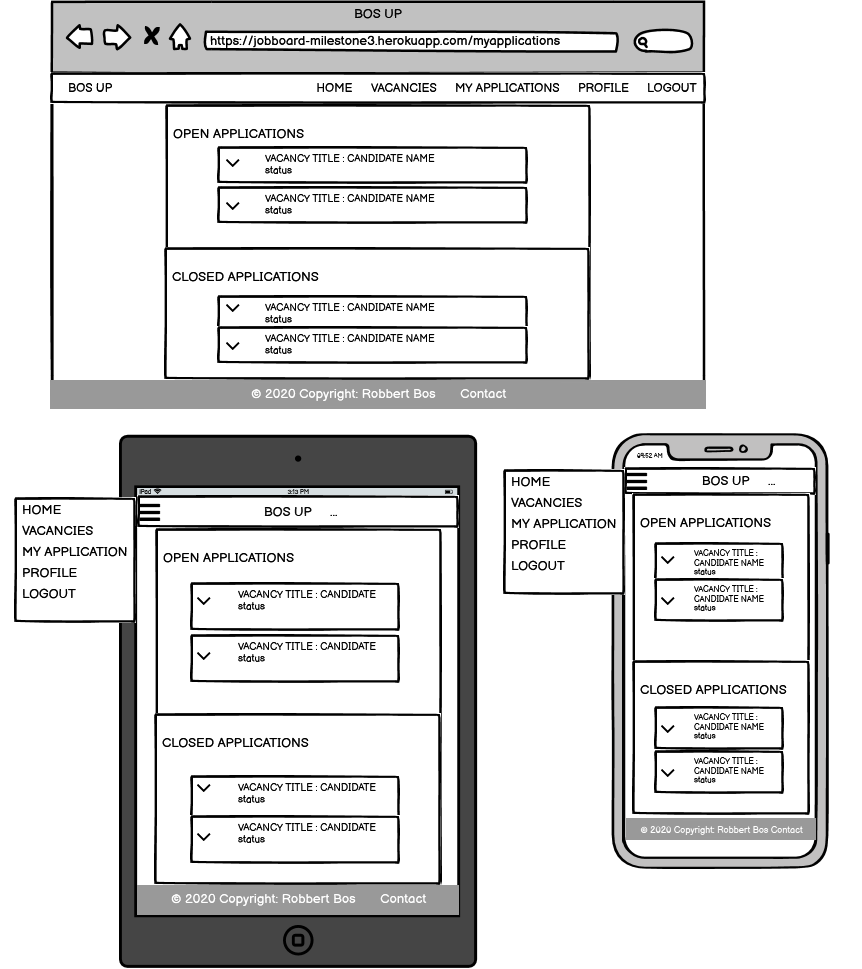 BOS UP
https://jobboard-milestone3.herokuapp.com/myapplications
BOS UP HOME VACANCIES MY APPLICATIONS PROFILE LOGOUT
OPEN APPLICATIONS
VACANCY TITLE : CANDIDATE NAME
status
VACANCY TITLE : CANDIDATE NAME
status
CLOSED APPLICATIONS
VACANCY TITLE : CANDIDATE NAME
status
VACANCY TITLE : CANDIDATE NAME
status
© 2020 Copyright: Robbert Bos Contact
iPad 3:13 PM
BOS UP ...
HOME
VACANCIES
MY APPLICATION
PROFILE
LOGOUT
OPEN APPLICATIONS
VACANCY TITLE : CANDIDATE
status
VACANCY TITLE : CANDIDATE
status
CLOSED APPLICATIONS
VACANCY TITLE : CANDIDATE
status
VACANCY TITLE : CANDIDATE
status
© 2020 Copyright: Robbert Bos Contact
09:52 AM
BOS UP ...
HOME
VACANCIES
MY APPLICATION
PROFILE
LOGOUT
OPEN APPLICATIONS
VACANCY TITLE :
CANDIDATE NAME
status
VACANCY TITLE :
CANDIDATE NAME
status
CLOSED APPLICATIONS
VACANCY TITLE :
CANDIDATE NAME
status
VACANCY TITLE :
CANDIDATE NAME
status
© 2020 Copyright: Robbert Bos Contact